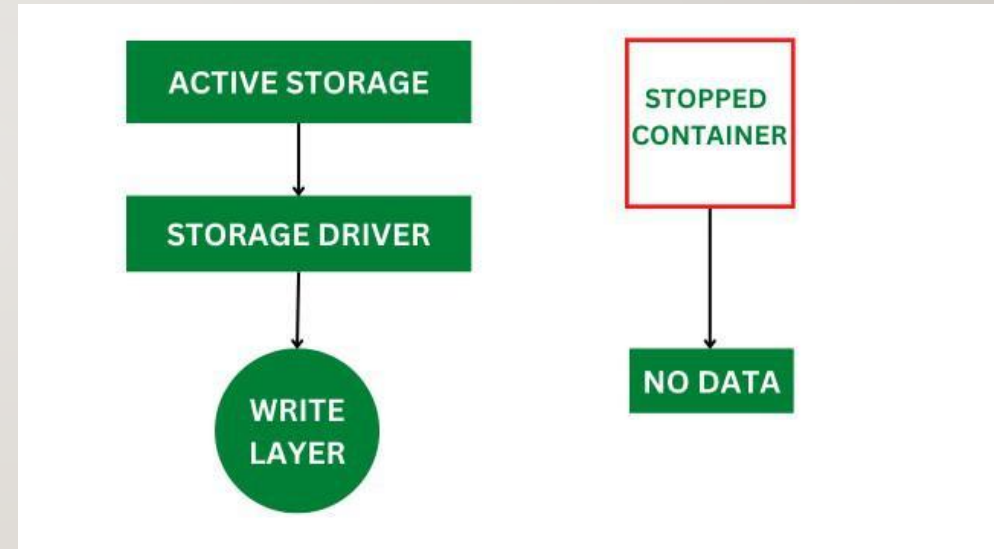 ACTIVE STORAGE
STORAGE DRIVER
WRITE
LAYER
STOPPED
CONTAINER
NO DATA